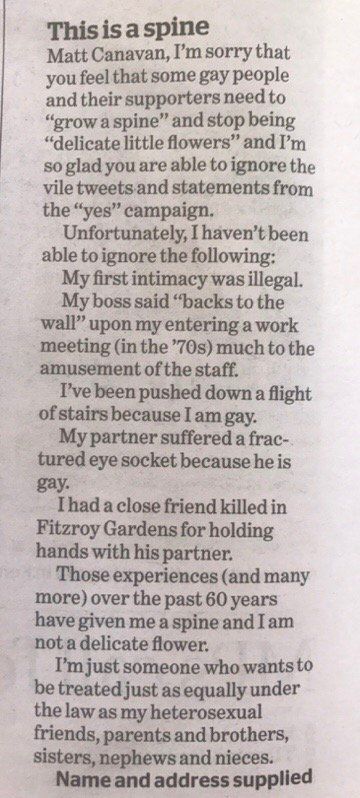 This is a spine
Matt Canavan, I'm sorry that
you feel that some gay people
and their supporters need to
“grow a spine” and stop being
“delicate little flowers” and I'm
so glad you are able to ignore the
vile tweets and statements from
the “yes” campaign.
Unfortunately, I haven't been
able to ignore the following:
My first intimacy was illegal.
My boss said “backs to the
wall” upon my entering a work
meeting (in the ’70s) much to the
amusement of the staff.
I've been pushed down a flight
of stairs because I am gay.
My partner suffered a frac-
tured eye socket because he is
gay.
I had a close friend killed in
Fitzroy Gardens for holding
hands with his partner.
Those experiences (and many
more) over the past 60 years
have given me a spine and I am
not a delicate flower.
I'm just someone who wants to
be treated just as equally under
the law as my heterosexual
friends, parents and brothers,
sisters, nephews and nieces.
Name and address supplied